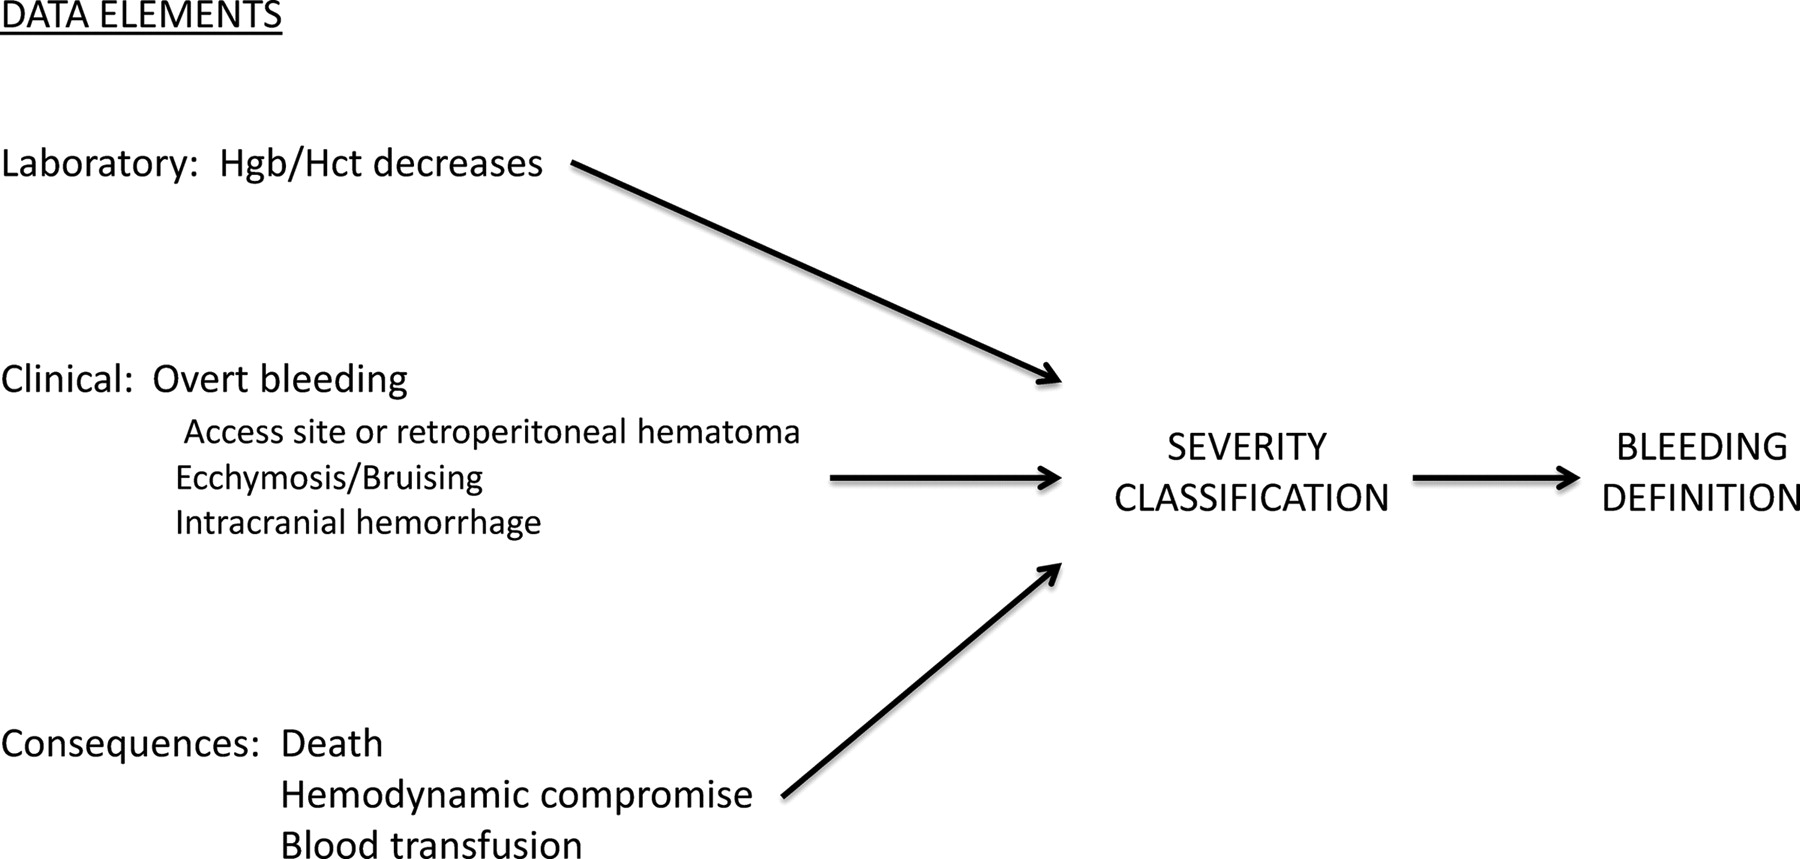 DATA ELEMENTS
Laboratory: Hgb/Hct decreases
Clinical: Overt bleeding
Access site or retroperitoneal hematoma
Ecchymosis/Bruising
Intracranial hemorrhage
SEVERITY
CLASSIFICATION
BLEEDING
DEFINITION
Consequences: Death
Hemodynamic compromise
Blood transfusion